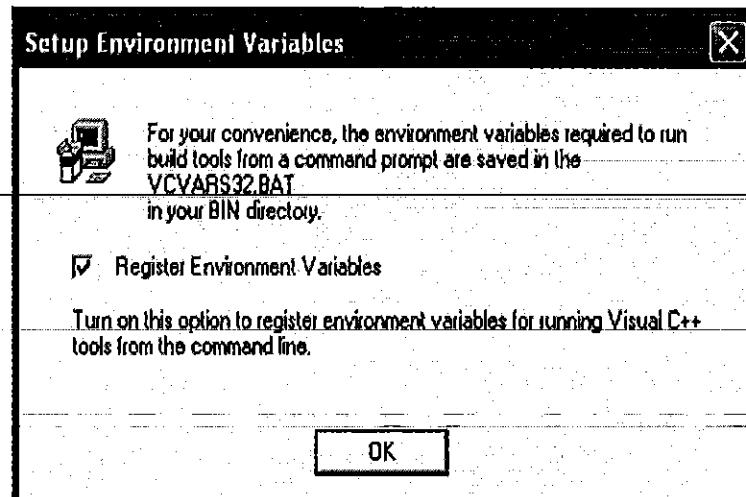 Setup Environment Variables
For your convenience, the environment variables required to run
build tools from a command prompt are saved in the
VCVARS32.BAT
in your BIN directory.
Register Environment Variables
Turn on this option to register environment variables for running Visual C++
tools from the command line.
OK